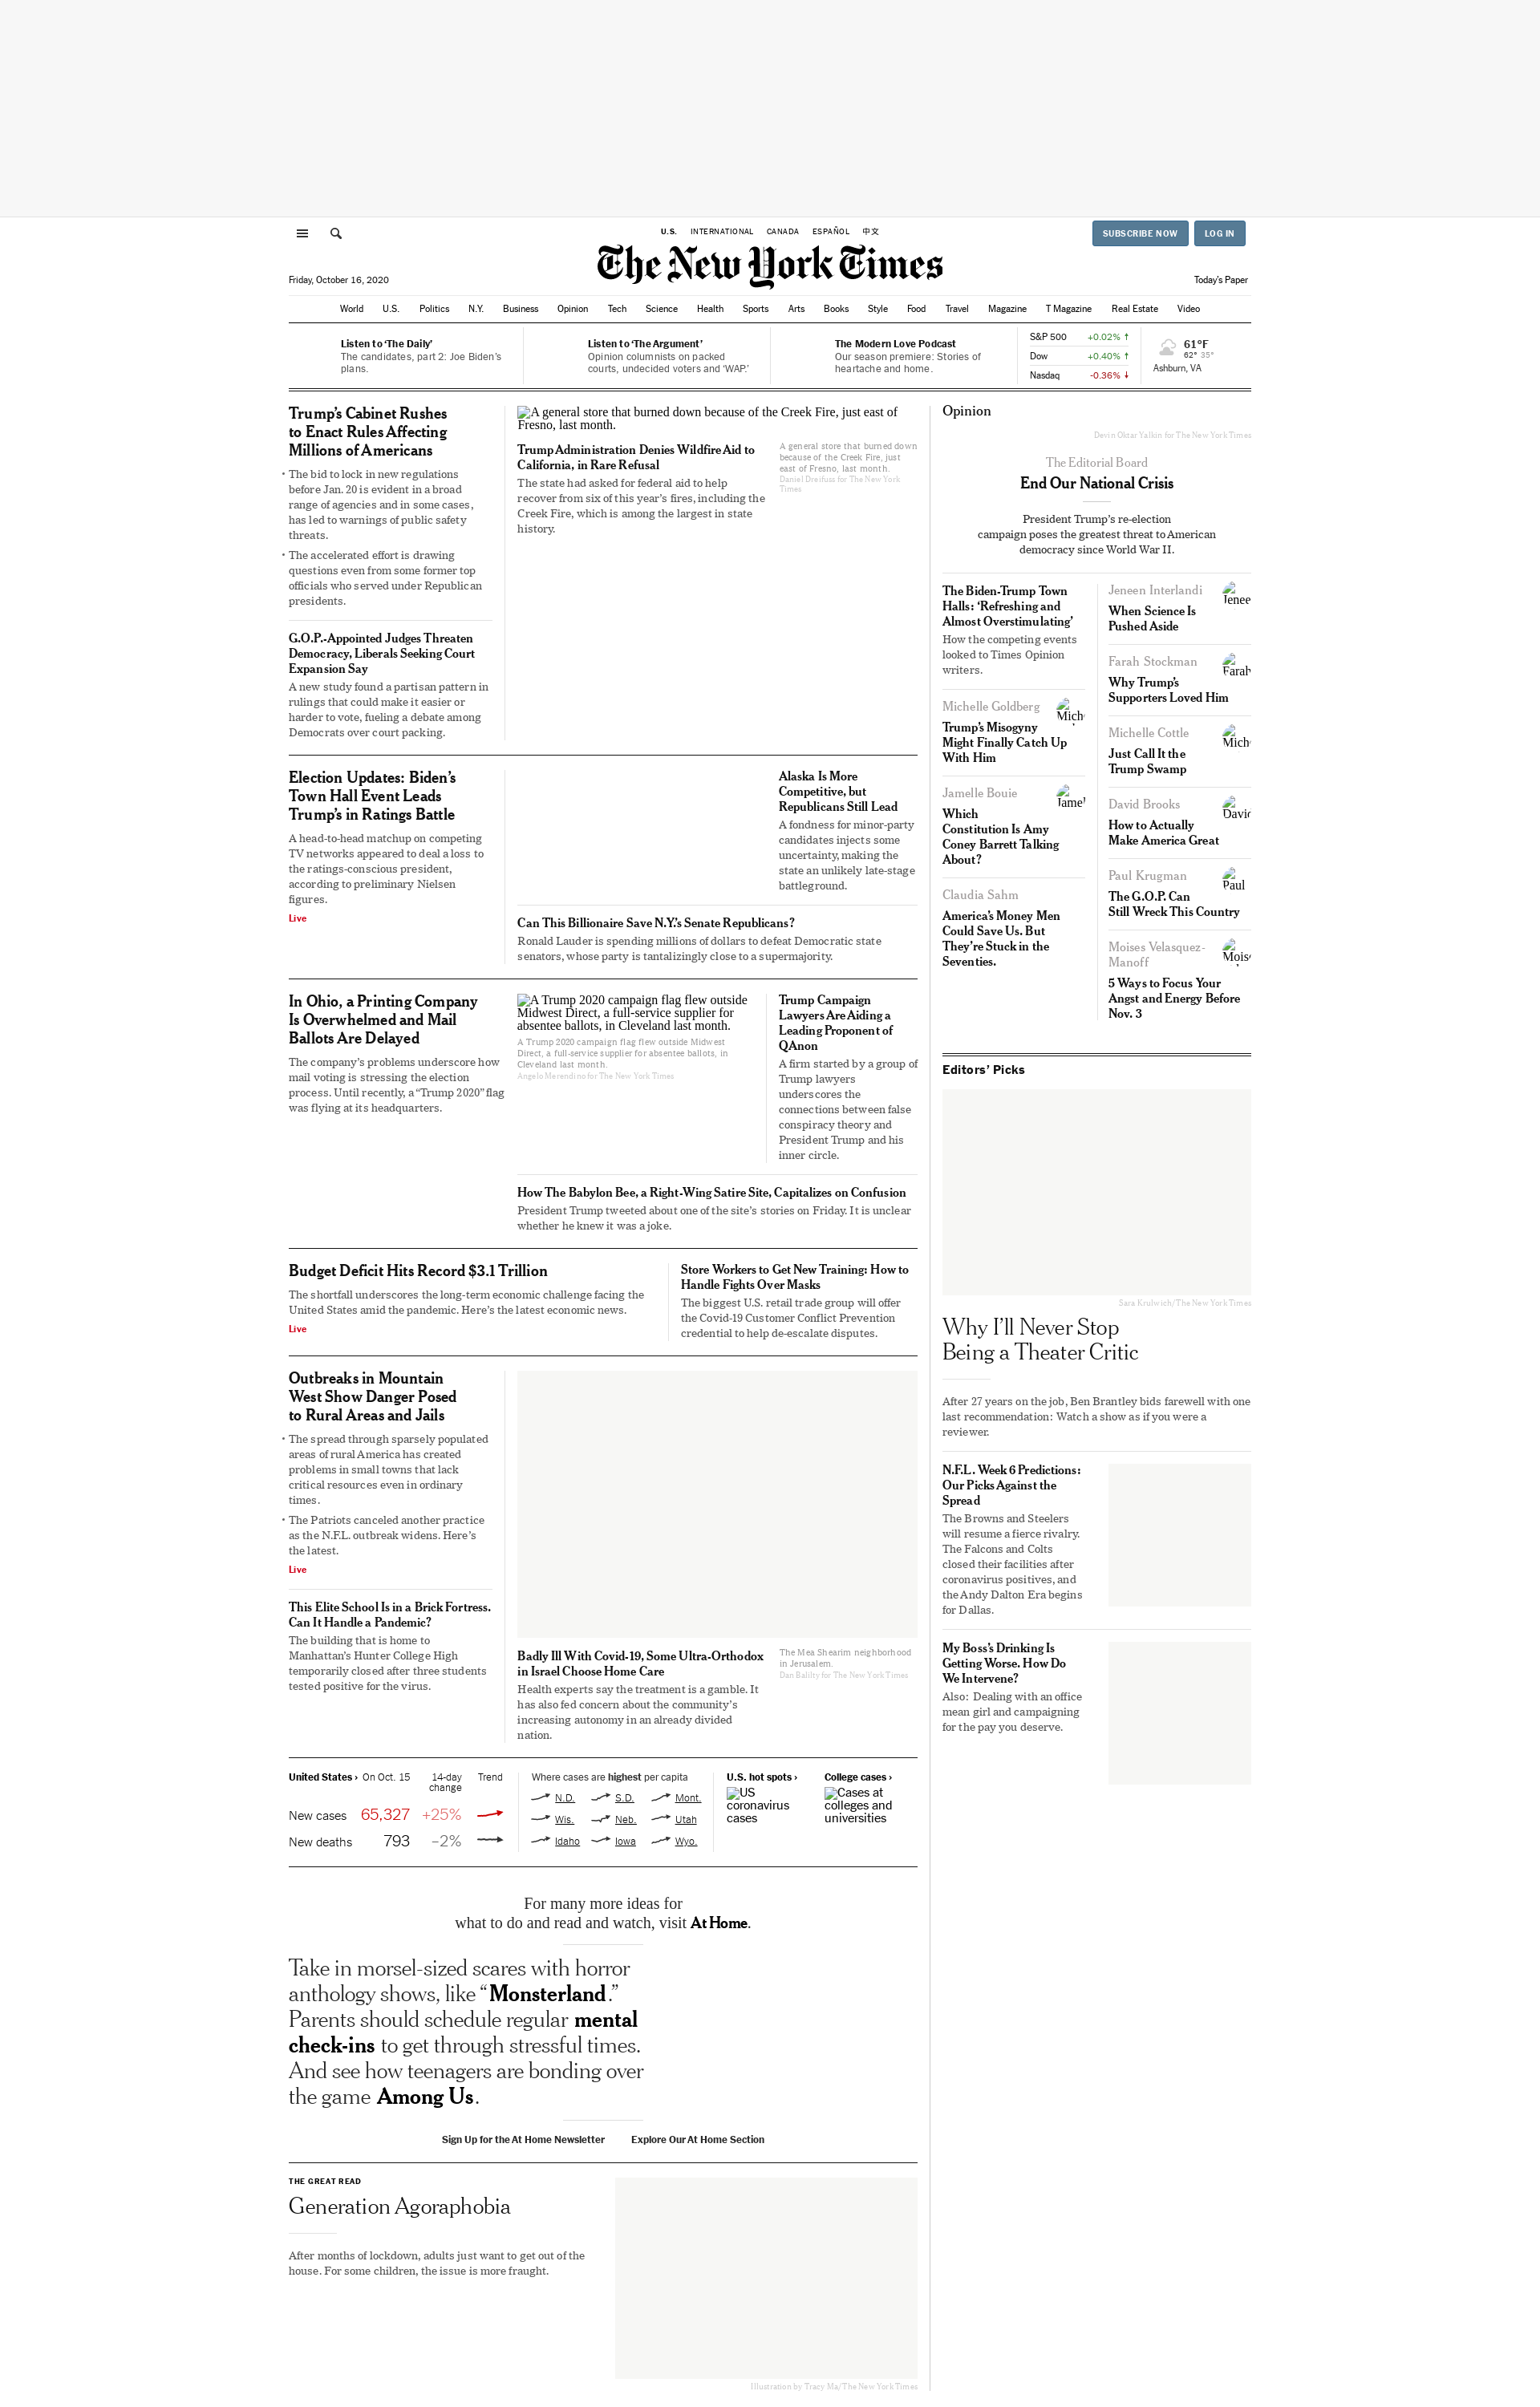 U.S. INTERNATIONAL CANADA ESPAÑOL 中文
SUBSCRIBE NOW LOG IN
The New York Times
Friday, October 16, 2020
Today's Paper
World U.S. Politics N.Y. Business Opinion Tech Science Health Sports Arts Books Style Food Travel Magazine T Magazine Real Estate Video
Listen to ‘The Daily’
The candidates, part 2: Joe Biden’s
plans.
Listen to ‘The Argument’
Opinion columnists on packed
courts, undecided voters and ‘WAP.’
The Modern Love Podcast
Our season premiere: Stories of
heartache and home.
S&P 500 +0.02%
Dow +0.40%
Nasdaq -0.36%
61°F
62° 35°
Ashburn, VA
Trump’s Cabinet Rushes
to Enact Rules Affecting
Millions of Americans
The bid to lock in new regulations
before Jan. 20 is evident in a broad
range of agencies and in some cases,
has led to warnings of public safety
threats.
The accelerated effort is drawing
questions even from some former top
officials who served under Republican
presidents.
G.O.P.-Appointed Judges Threaten
Democracy, Liberals Seeking Court
Expansion Say
A new study found a partisan pattern in
rulings that could make it easier or
harder to vote, fueling a debate among
Democrats over court packing.
A general store that burned down because of the Creek Fire, just east of
Fresno, last month.
Trump Administration Denies Wildfire Aid to
California, in Rare Refusal
The state had asked for federal aid to help
recover from six of this year’s fires, including the
Creek Fire, which is among the largest in state
history.
A general store that burned down
because of the Creek Fire, just
east of Fresno, last month.
Daniel Dreifuss for The New York
Times
Election Updates: Biden’s
Town Hall Event Leads
Trump’s in Ratings Battle
A head-to-head matchup on competing
TV networks appeared to deal a loss to
the ratings-conscious president,
according to preliminary Nielsen
figures.
Live
Alaska Is More
Competitive, but
Republicans Still Lead
A fondness for minor-party
candidates injects some
uncertainty, making the
state an unlikely late-stage
battleground.
Can This Billionaire Save N.Y.’s Senate Republicans?
Ronald Lauder is spending millions of dollars to defeat Democratic state
senators, whose party is tantalizingly close to a supermajority.
In Ohio, a Printing Company
Is Overwhelmed and Mail
Ballots Are Delayed
The company’s problems underscore how
mail voting is stressing the election
process. Until recently, a “Trump 2020” flag
was flying at its headquarters.
A Trump 2020 campaign flag flew outside
Midwest Direct, a full-service supplier for
absentee ballots, in Cleveland last month.
A Trump 2020 campaign flag flew outside Midwest
Direct, a full-service supplier for absentee ballots, in
Cleveland last month.
Angelo Merendino for The New York Times
Trump Campaign
Lawyers Are Aiding a
Leading Proponent of
QAnon
A firm started by a group of
Trump lawyers
underscores the
connections between false
conspiracy theory and
President Trump and his
inner circle.
How The Babylon Bee, a Right-Wing Satire Site, Capitalizes on Confusion
President Trump tweeted about one of the site’s stories on Friday. It is unclear
whether he knew it was a joke.
Budget Deficit Hits Record $3.1 Trillion
The shortfall underscores the long-term economic challenge facing the
United States amid the pandemic. Here’s the latest economic news.
Live
Store Workers to Get New Training: How to
Handle Fights Over Masks
The biggest U.S. retail trade group will offer
the Covid-19 Customer Conflict Prevention
credential to help de-escalate disputes.
Outbreaks in Mountain
West Show Danger Posed
to Rural Areas and Jails
The spread through sparsely populated
areas of rural America has created
problems in small towns that lack
critical resources even in ordinary
times.
The Patriots canceled another practice
as the N.F.L. outbreak widens. Here’s
the latest.
Live
This Elite School Is in a Brick Fortress.
Can It Handle a Pandemic?
The building that is home to
Manhattan’s Hunter College High
temporarily closed after three students
tested positive for the virus.
Badly Ill With Covid-19, Some Ultra-Orthodox
in Israel Choose Home Care
Health experts say the treatment is a gamble. It
has also fed concern about the community’s
increasing autonomy in an already divided
nation.
The Mea Shearim neighborhood
in Jerusalem.
Dan Balilty for The New York Times
United States › On Oct. 15 14-day
change Trend
New cases 65,327 +25%
New deaths 793 –2%
Where cases are highest per capita
N.D. S.D. Mont.
Wis. Neb. Utah
Idaho Iowa Wyo.
U.S. hot spots ›
US
coronavirus
cases
College cases ›
Cases at
colleges and
universities
For many more ideas for
what to do and read and watch, visit At Home.
Take in morsel-sized scares with horror
anthology shows, like “Monsterland.”
Parents should schedule regular mental
check-ins to get through stressful times.
And see how teenagers are bonding over
the game Among Us.
Sign Up for the At Home Newsletter Explore Our At Home Section
THE GREAT READ
Generation Agoraphobia
After months of lockdown, adults just want to get out of the
house. For some children, the issue is more fraught.
Illustration by Tracy Ma/The New York Times
Opinion
Devin Oktar Yalkin for The New York Times
The Editorial Board
End Our National Crisis
President Trump’s re-election
campaign poses the greatest threat to American
democracy since World War II.
The Biden-Trump Town
Halls: ‘Refreshing and
Almost Overstimulating’
How the competing events
looked to Times Opinion
writers.
Michelle Goldberg
Trump’s Misogyny
Might Finally Catch Up
With Him
Jamelle Bouie
Which
Constitution Is Amy
Coney Barrett Talking
About?
Claudia Sahm
America’s Money Men
Could Save Us. But
They’re Stuck in the
Seventies.
Jeneen Interlandi
When Science Is
Pushed Aside
Farah Stockman
Why Trump’s
Supporters Loved Him
Michelle Cottle
Just Call It the
Trump Swamp
David Brooks
How to Actually
Make America Great
Paul Krugman
The G.O.P. Can
Still Wreck This Country
Moises Velasquez-
Manoff
5 Ways to Focus Your
Angst and Energy Before
Nov. 3
Editors’ Picks
Sara Krulwich/The New York Times
Why I’ll Never Stop
Being a Theater Critic
After 27 years on the job, Ben Brantley bids farewell with one
last recommendation: Watch a show as if you were a
reviewer.
N.F.L. Week 6 Predictions:
Our Picks Against the
Spread
The Browns and Steelers
will resume a fierce rivalry.
The Falcons and Colts
closed their facilities after
coronavirus positives, and
the Andy Dalton Era begins
for Dallas.
My Boss’s Drinking Is
Getting Worse. How Do
We Intervene?
Also: Dealing with an office
mean girl and campaigning
for the pay you deserve.